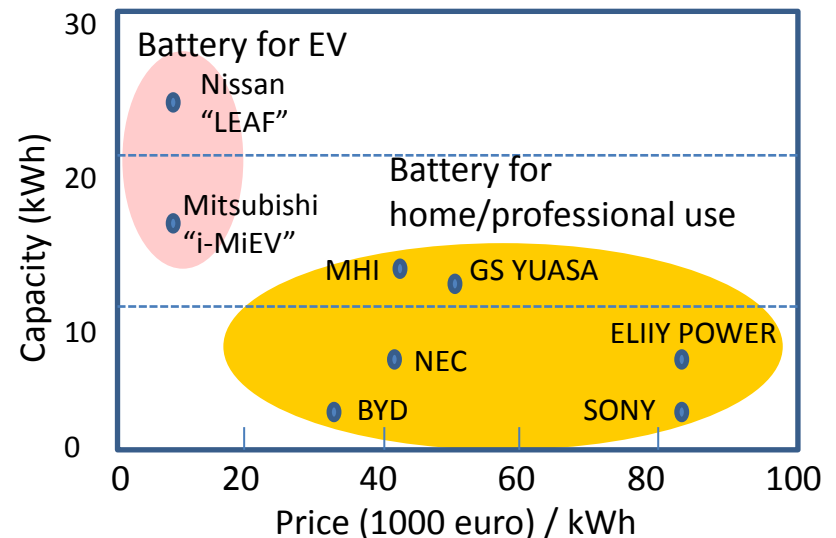 30
Battery for EV
Nissan
“LEAF”
20
Battery for
home/professional use
Mitsubishi
“i-MiEV”
MHI
GS YUASA
Capacity (kWh)
10
ELIIY POWER
NEC
BYD
SONY
0
0 20 40 60 80 100
Price (1000 euro) / kWh